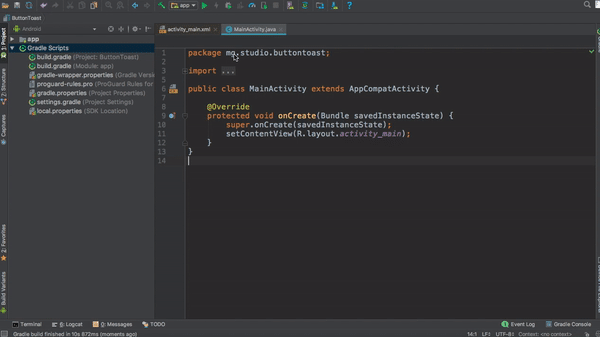 app
ButtonToast
Android
activity_main.xml
MainActivity.java
1: Project
app
Gradle Scripts
build.gradle (Project: ButtonToast)
build.gradle (Module: app)
gradle-wrapper.properties (Gradle Version
proguard-rules.pro (ProGuard Rules for
gradle.properties (Project Properties)
settings.gradle (Project Settings)
local.properties (SDK Location)
Z: Structure
Captures
2: Favorites
Build Variants
1 package mg.studio.buttontoast;
2
3 import ...
5
6 public class MainActivity extends AppCompatActivity {
7
8 @Override
9 protected void onCreate(Bundle savedInstanceState) {
10 super.onCreate(savedInstanceState);
11 setContentView(R.layout.activity_main);
12 }
13 }
14
Terminal
6: Logcat
0: Messages
TODO
Event Log
Gradle Console
Gradle build finished in 10s 672ms (moments ago)
14:1
LF
UTF-8
Context: <no context>